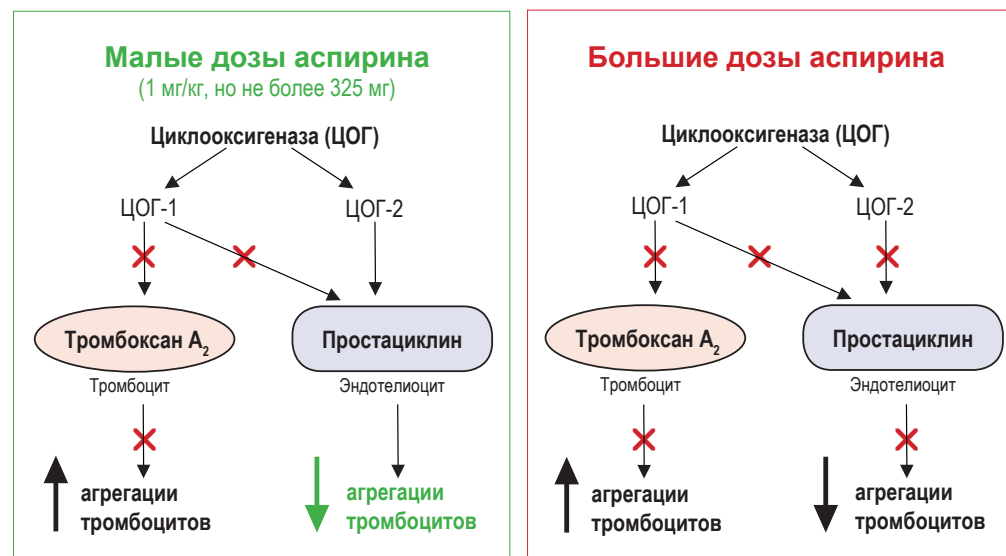 Малые дозы аспирина
(1 мг/кг, но не более 325 мг)
Циклооксигеназа (ЦОГ)
ЦОГ-1
ЦОГ-2
Тромбоксан A₂
Простациклин
Тромбоцит
Эндотелиоцит
агрегации
тромбоцитов
агрегации
тромбоцитов
Большие дозы аспирина
Циклооксигеназа (ЦОГ)
ЦОГ-1
ЦОГ-2
Тромбоксан A₂
Простациклин
Тромбоцит
Эндотелиоцит
агрегации
тромбоцитов
агрегации
тромбоцитов